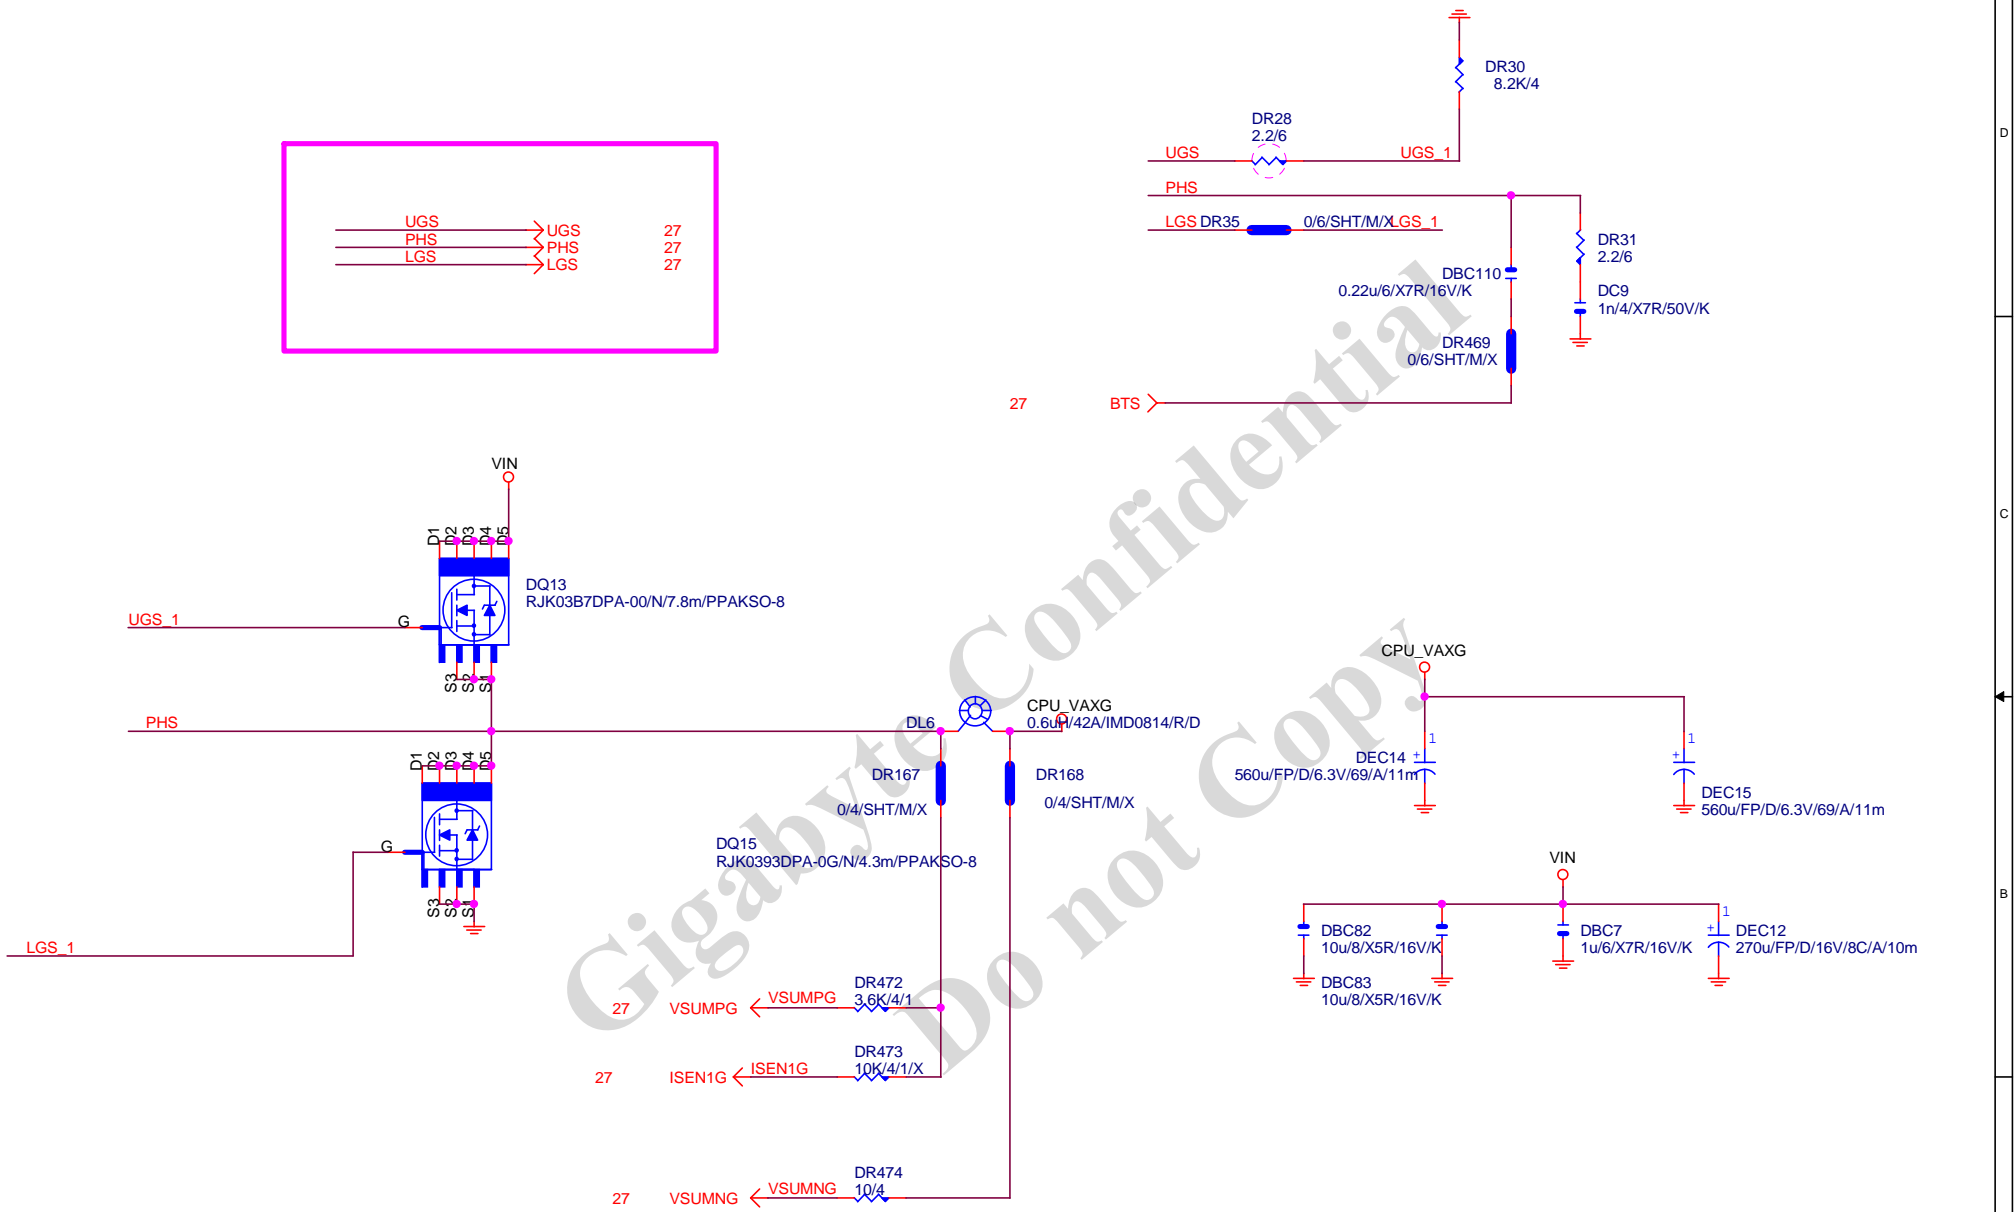 DR30
8.2K/4
DR28
2.2/6
D
UGS
UGS_1
PHS
LGS DR35 0/6/SHT/M/X LGS_1
UGS UGS 27
PHS PHS 27
LGS LGS 27
DR31
2.2/6
DBC110
0.22u/6/X7R/16V/K
DC9
1n/4/X7R/50V/K
DR469
0/6/SHT/M/X
27 BTS
VIN
C
D1 D2 D3 D4 D5
DQ13
RJK03B7DPA-00/N/7.8m/PPAKSO-8
UGS_1 G
S3 S2 S1
CPU_VAXG
PHS
DL6
CPU_VAXG
0.6uH/42A/IMD0814/R/D
D1 D2 D3 D4 D5
DR167
0/4/SHT/M/X
DR168
0/4/SHT/M/X
1
DEC14 +
560u/FP/D/6.3V/69/A/11m
1
+
DEC15
560u/FP/D/6.3V/69/A/11m
G
DQ15
RJK0393DPA-0G/N/4.3m/PPAKSO-8
S3 S2 S1
LGS_1
VIN
B
DBC82
10u/8/X5R/16V/K
DBC83
10u/8/X5R/16V/K
DBC7
1u/6/X7R/16V/K
1
+
DEC12
270u/FP/D/16V/8C/A/10m
DR472
27 VSUMPG VSUMPG 3.6K/4/1
DR473
27 ISEN1G ISEN1G 10K/4/1/X
DR474
27 VSUMNG VSUMNG 10/4
Gigabyte Confidential
Do not Copy